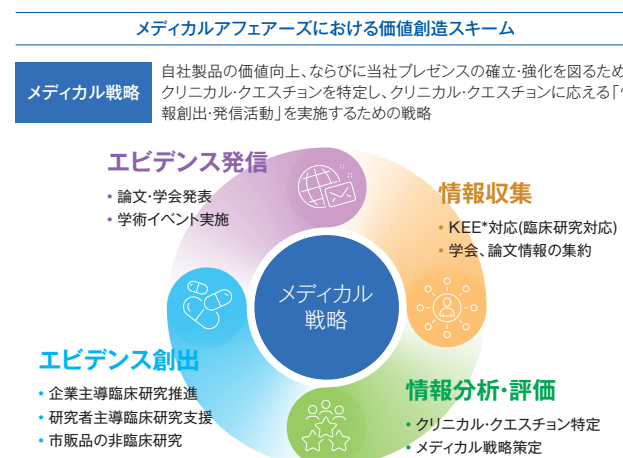 メディカルアフェアーズにおける価値創造スキーム
メディカル戦略
自社製品の価値向上、ならびに当社プレゼンスの確立・強化を図るため
クリニカル・クエスチョンを特定し、クリニカル・クエスチョンに応える「
報創出・発信活動」を実施するための戦略
エビデンス発信
・論文・学会発表
・学術イベント実施
情報収集
・KEE*対応(臨床研究対応)
・学会、論文情報の集約
メディカル
戦略
エビデンス創出
・企業主導臨床研究推進
・研究者主導臨床研究支援
・市販品の非臨床研究
情報分析・評価
・クリニカル・クエスチョン特定
・メディカル戦略策定